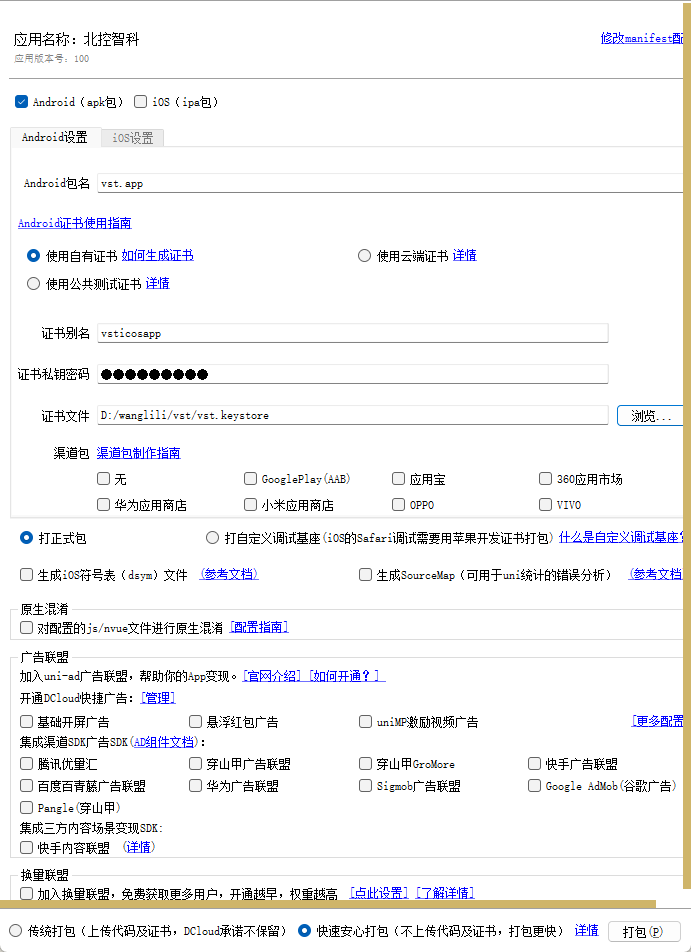 应用名称: 北控智科
修改manifest配
应用版本号: 100
Android（apk包） iOS（ipa包）
Android设置 iOS设置
Android包名 vst.app
Android证书使用指南
使用自有证书 如何生成证书 使用云端证书 详情
使用公共测试证书 详情
证书别名 vsticosapp
证书私钥密码 ●●●●●●●●●
证书文件 D:/wanglili/vst/vst.keystore 浏览...
渠道包 渠道包制作指南
无 GooglePlay(AAB) 应用宝 360应用市场
华为应用商店 小米应用商店 OPPO VIVO
打正式包 打自定义调试基座(iOS的Safari调试需要用苹果开发证书打包) 什么是自定义调试基座?
生成iOS符号表（dsym）文件 (参考文档) 生成SourceMap（可用于uni统计的错误分析） (参考文档
原生混淆
对配置的js/nvue文件进行原生混淆 [配置指南]
广告联盟
加入uni-ad广告联盟，帮助你的App变现。[官网介绍] [如何开通？]
开通DCloud快捷广告: [管理]
基础开屏广告 悬浮红包广告 uniMP激励视频广告 [更多配置
集成渠道SDK广告SDK(AD组件文档):
腾讯优量汇 穿山甲广告联盟 穿山甲GroMore 快手广告联盟
百度百青藤广告联盟 华为广告联盟 Sigmob广告联盟 Google AdMob(谷歌广告)
Pangle(穿山甲)
集成三方内容场景变现SDK:
快手内容联盟 (详情)
换量联盟
加入换量联盟，免费获取更多用户，开通越早，权重越高 [点此设置] [了解详情]
传统打包（上传代码及证书，DCloud承诺不保留） 快速安心打包（不上传代码及证书，打包更快） 详情 打包(P)